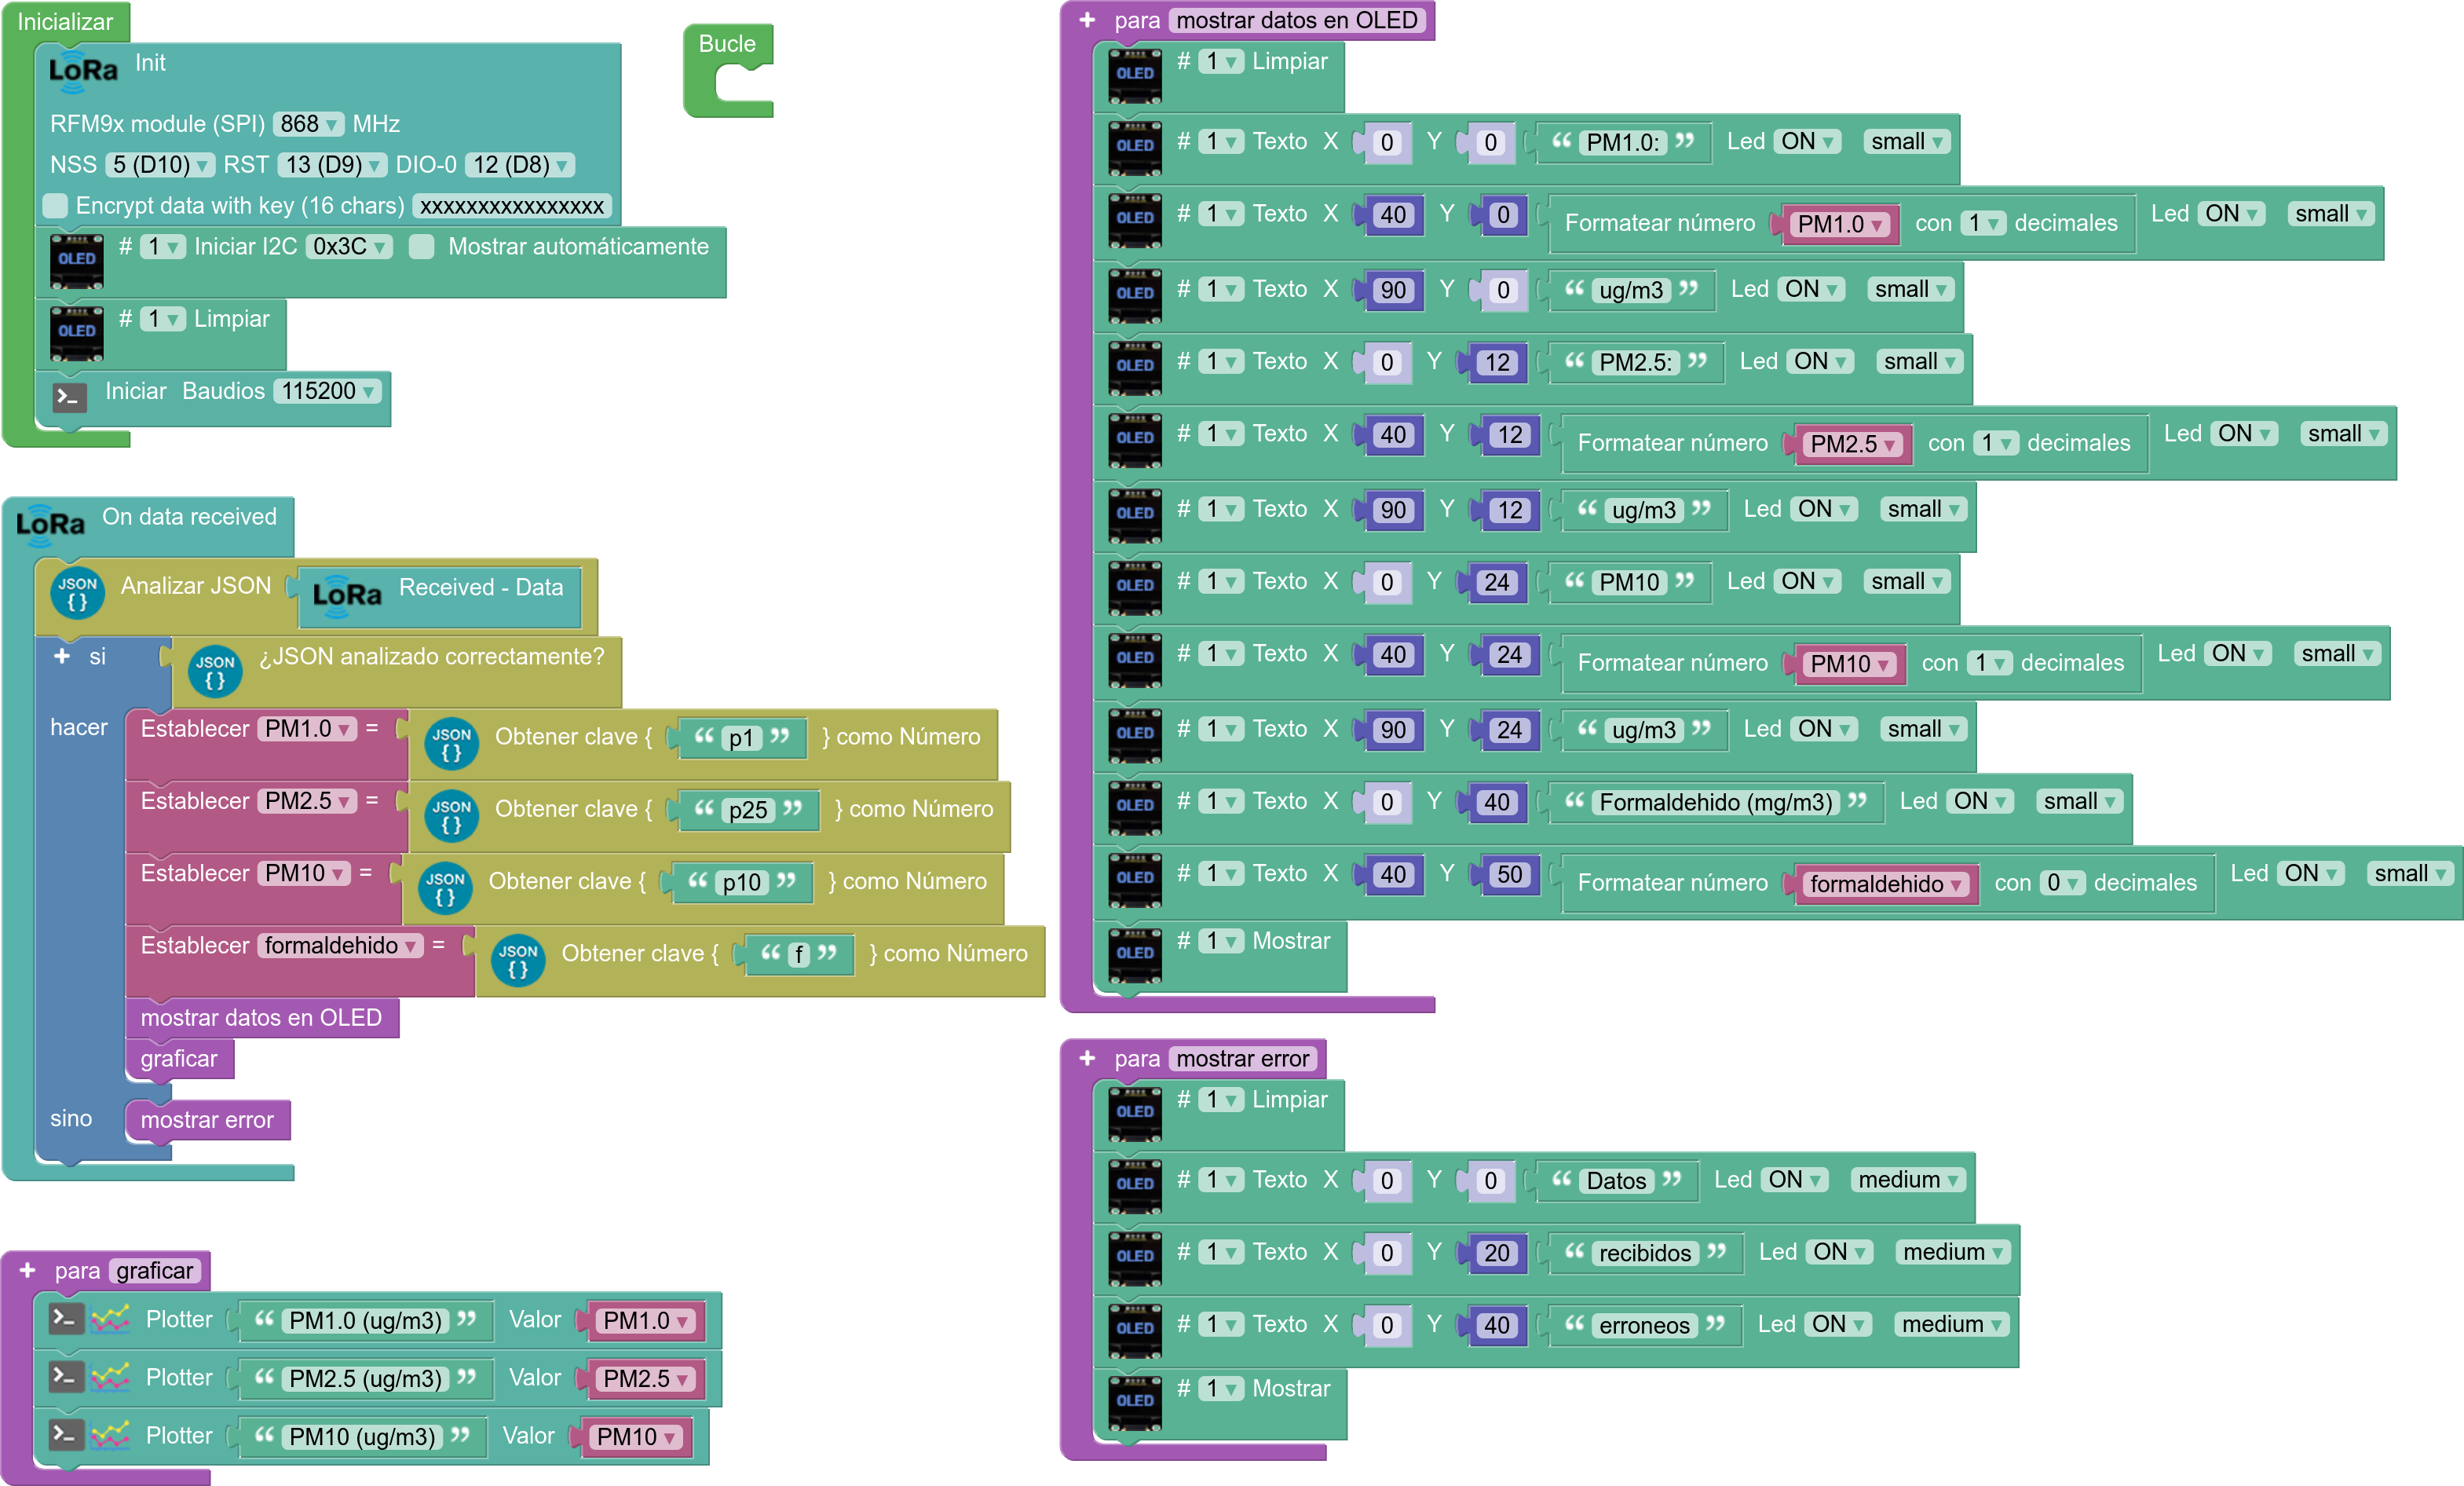 Inicializar
LoRa Init
RFM9x module (SPI) 868 MHz
NSS 5 (D10) RST 13 (D9) DIO-0 12 (D8)
Encrypt data with key (16 chars) xxxxxxxxxxxxxxxx
OLED # 1 Iniciar I2C 0x3C Mostrar automáticamente
OLED # 1 Limpiar
>_ Iniciar Baudios 115200
Bucle
LoRa On data received
JSON { } Analizar JSON LoRa Received - Data
+ si JSON { } ¿JSON analizado correctamente?
hacer Establecer PM1.0 = JSON { } Obtener clave { “ p1 ” } como Número
Establecer PM2.5 = JSON { } Obtener clave { “ p25 ” } como Número
Establecer PM10 = JSON { } Obtener clave { “ p10 ” } como Número
Establecer formaldehido = JSON { } Obtener clave { “ f ” } como Número
mostrar datos en OLED
graficar
sino mostrar error
+ para graficar
>_ Plotter “ PM1.0 (ug/m3) ” Valor PM1.0
>_ Plotter “ PM2.5 (ug/m3) ” Valor PM2.5
>_ Plotter “ PM10 (ug/m3) ” Valor PM10
+ para mostrar datos en OLED
OLED # 1 Limpiar
OLED # 1 Texto X 0 Y 0 “ PM1.0: ” Led ON small
OLED # 1 Texto X 40 Y 0 Formatear número PM1.0 con 1 decimales Led ON small
OLED # 1 Texto X 90 Y 0 “ ug/m3 ” Led ON small
OLED # 1 Texto X 0 Y 12 “ PM2.5: ” Led ON small
OLED # 1 Texto X 40 Y 12 Formatear número PM2.5 con 1 decimales Led ON small
OLED # 1 Texto X 90 Y 12 “ ug/m3 ” Led ON small
OLED # 1 Texto X 0 Y 24 “ PM10 ” Led ON small
OLED # 1 Texto X 40 Y 24 Formatear número PM10 con 1 decimales Led ON small
OLED # 1 Texto X 90 Y 24 “ ug/m3 ” Led ON small
OLED # 1 Texto X 0 Y 40 “ Formaldehido (mg/m3) ” Led ON small
OLED # 1 Texto X 40 Y 50 Formatear número formaldehido con 0 decimales Led ON small
OLED # 1 Mostrar
+ para mostrar error
OLED # 1 Limpiar
OLED # 1 Texto X 0 Y 0 “ Datos ” Led ON medium
OLED # 1 Texto X 0 Y 20 “ recibidos ” Led ON medium
OLED # 1 Texto X 0 Y 40 “ erroneos ” Led ON medium
OLED # 1 Mostrar